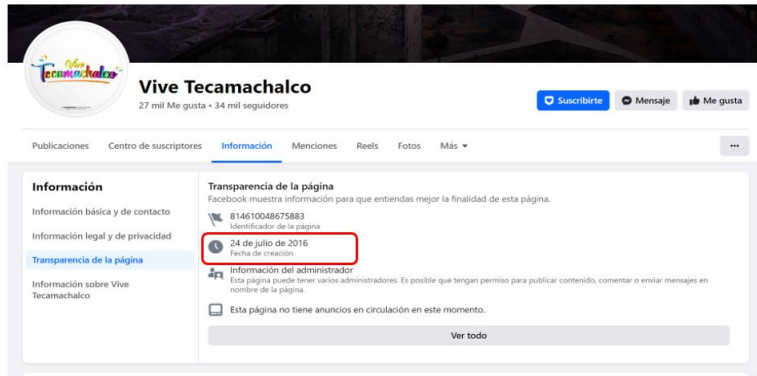 Vive
Tecamachalco
Vive Tecamachalco
27 mil Me gusta • 34 mil seguidores
Suscribirte
Mensaje
Me gusta
Publicaciones
Centro de suscriptores
Información
Menciones
Reels
Fotos
Más
Información
Información básica y de contacto
Información legal y de privacidad
Transparencia de la página
Información sobre Vive
Tecamachalco
Transparencia de la página
Facebook muestra información para que entiendas mejor la finalidad de esta página.
814610048675883
Identificador de la página
24 de julio de 2016
Fecha de creación
Información del administrador
Esta página puede tener varios administradores. Es posible que tengan permiso para publicar contenido, comentar o enviar mensajes en
nombre de la página.
Esta página no tiene anuncios en circulación en este momento.
Ver todo